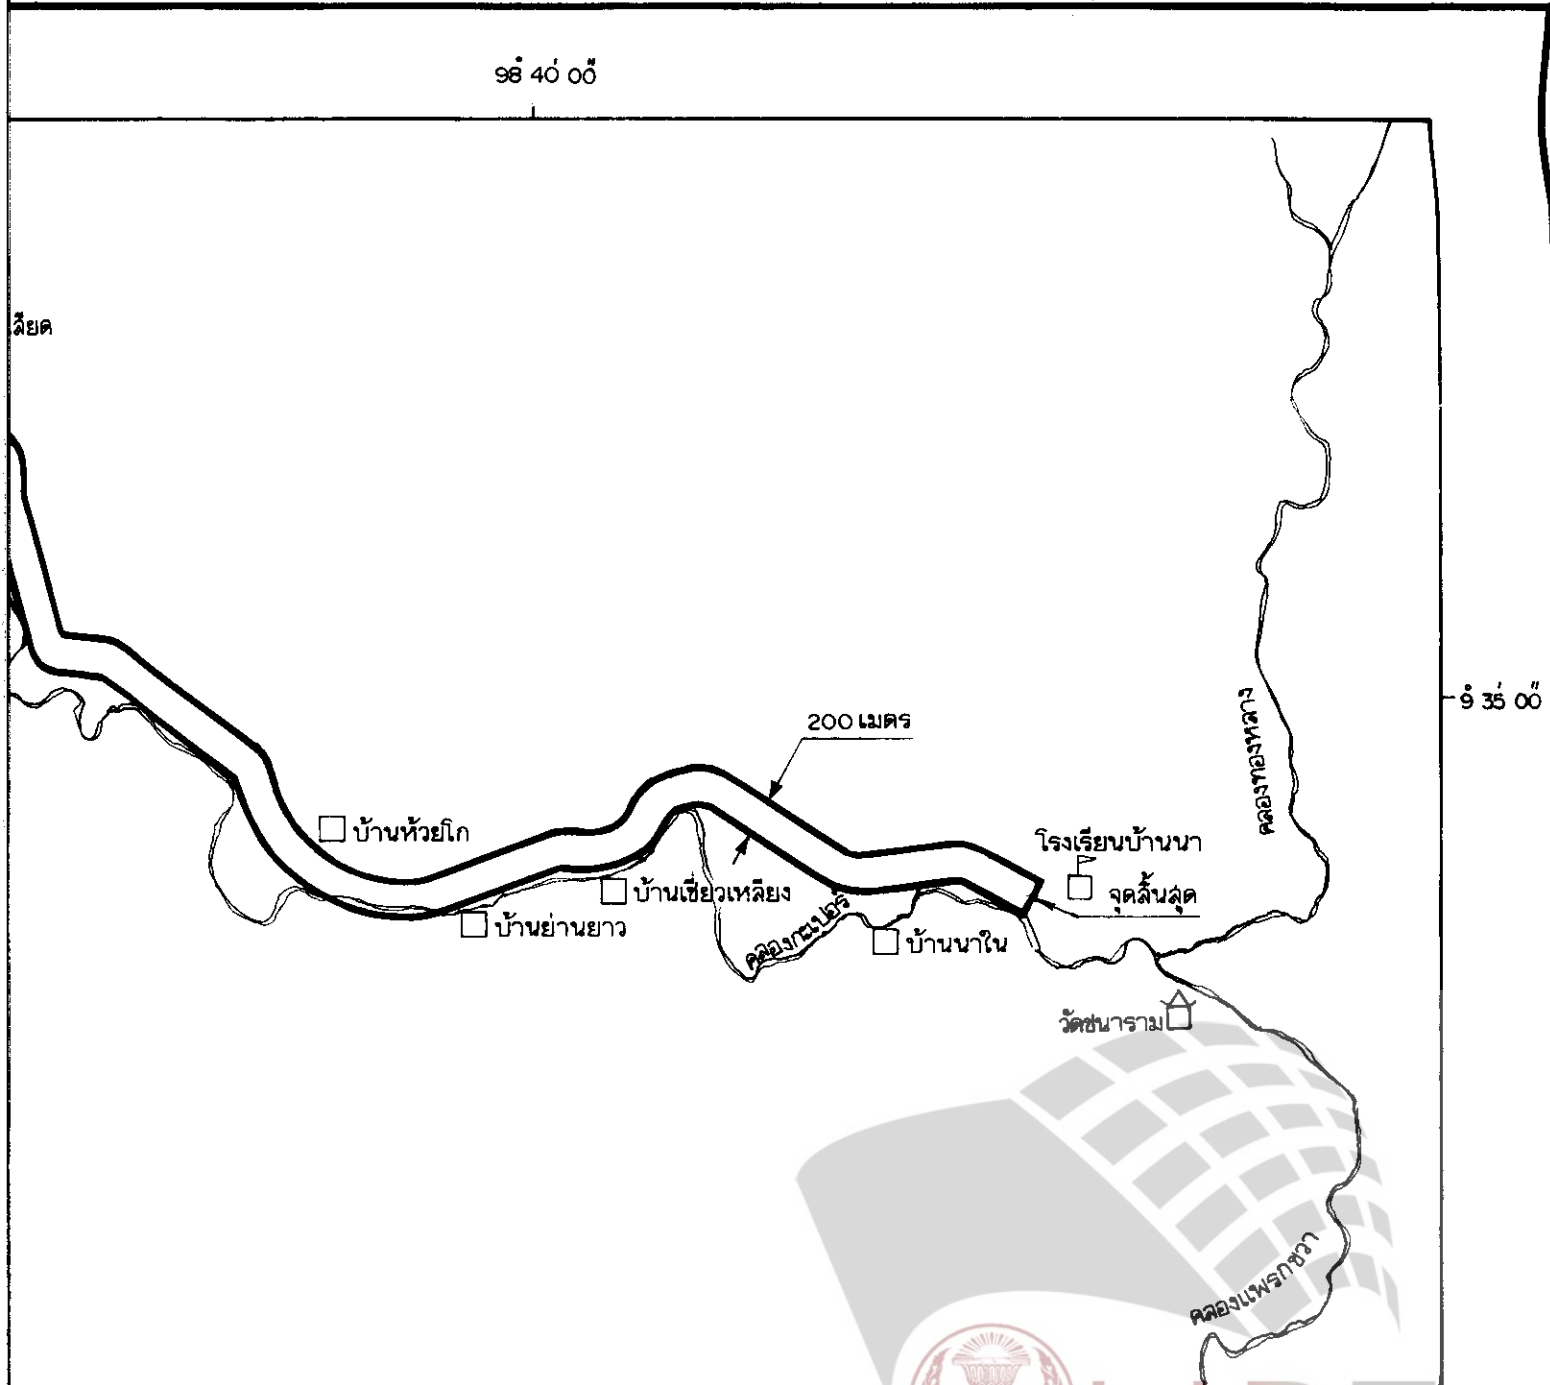 98° 40' 00"
ลียด
9° 35' 00"
คลองทองหลาง
200 เมตร
บ้านห้วยโก
โรงเรียนบ้านนา
จุดสิ้นสุด
บ้านเชี่ยวเหลียง
บ้านย่านยาว
คลองกะเปอร์
บ้านนาใน
วัดชนาราม
คลองแพรกขวา